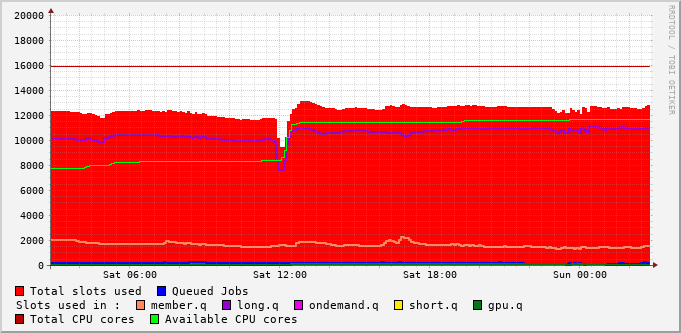 20000
18000
16000
14000
12000
10000
8000
6000
4000
2000
0
Sat 06:00 Sat 12:00 Sat 18:00 Sun 00:00
RRDTOOL / TOBI OETIKER
Total slots used Queued Jobs
Slots used in : member.q long.q ondemand.q short.q gpu.q
Total CPU cores Available CPU cores